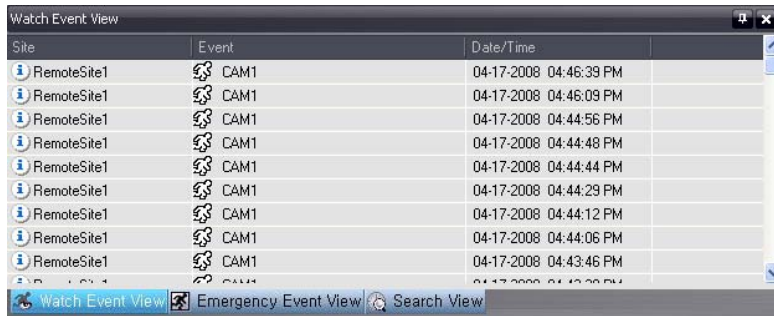 Watch Event View
Site Event Date/Time
RemoteSite1 CAM1 04-17-2008 04:46:39 PM
RemoteSite1 CAM1 04-17-2008 04:46:09 PM
RemoteSite1 CAM1 04-17-2008 04:44:56 PM
RemoteSite1 CAM1 04-17-2008 04:44:48 PM
RemoteSite1 CAM1 04-17-2008 04:44:44 PM
RemoteSite1 CAM1 04-17-2008 04:44:29 PM
RemoteSite1 CAM1 04-17-2008 04:44:12 PM
RemoteSite1 CAM1 04-17-2008 04:44:06 PM
RemoteSite1 CAM1 04-17-2008 04:43:46 PM
Watch Event View Emergency Event View Search View